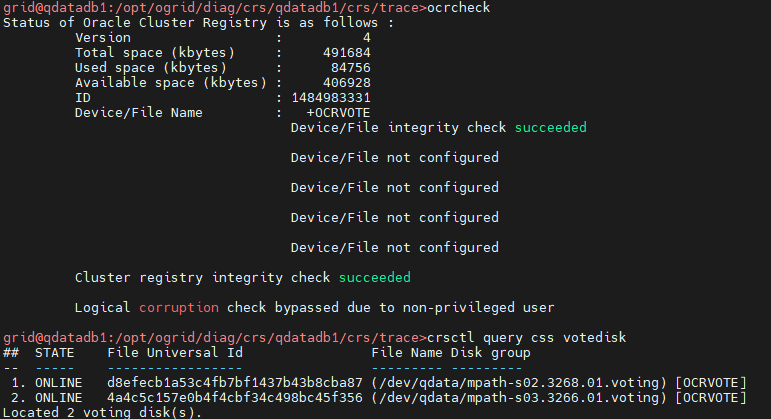 grid@qdatadb1:/opt/ogrid/diag/crs/qdatadb1/crs/trace>ocrcheck
Status of Oracle Cluster Registry is as follows :
Version : 4
Total space (kbytes) : 491684
Used space (kbytes) : 84756
Available space (kbytes) : 406928
ID : 1484983331
Device/File Name : +OCRVOTE
Device/File integrity check succeeded
Device/File not configured
Device/File not configured
Device/File not configured
Device/File not configured
Cluster registry integrity check succeeded
Logical corruption check bypassed due to non-privileged user
grid@qdatadb1:/opt/ogrid/diag/crs/qdatadb1/crs/trace>crsctl query css votedisk
## STATE File Universal Id File Name Disk group
-- ----- ----------------- --------- ---------
1. ONLINE d8efecb1a53c4fb7bf1437b43b8cba87 (/dev/qdata/mpath-s02.3268.01.voting) [OCRVOTE]
2. ONLINE 4a4c5c157e0b4f4cbf34c498bc45f356 (/dev/qdata/mpath-s03.3266.01.voting) [OCRVOTE]
Located 2 voting disk(s).